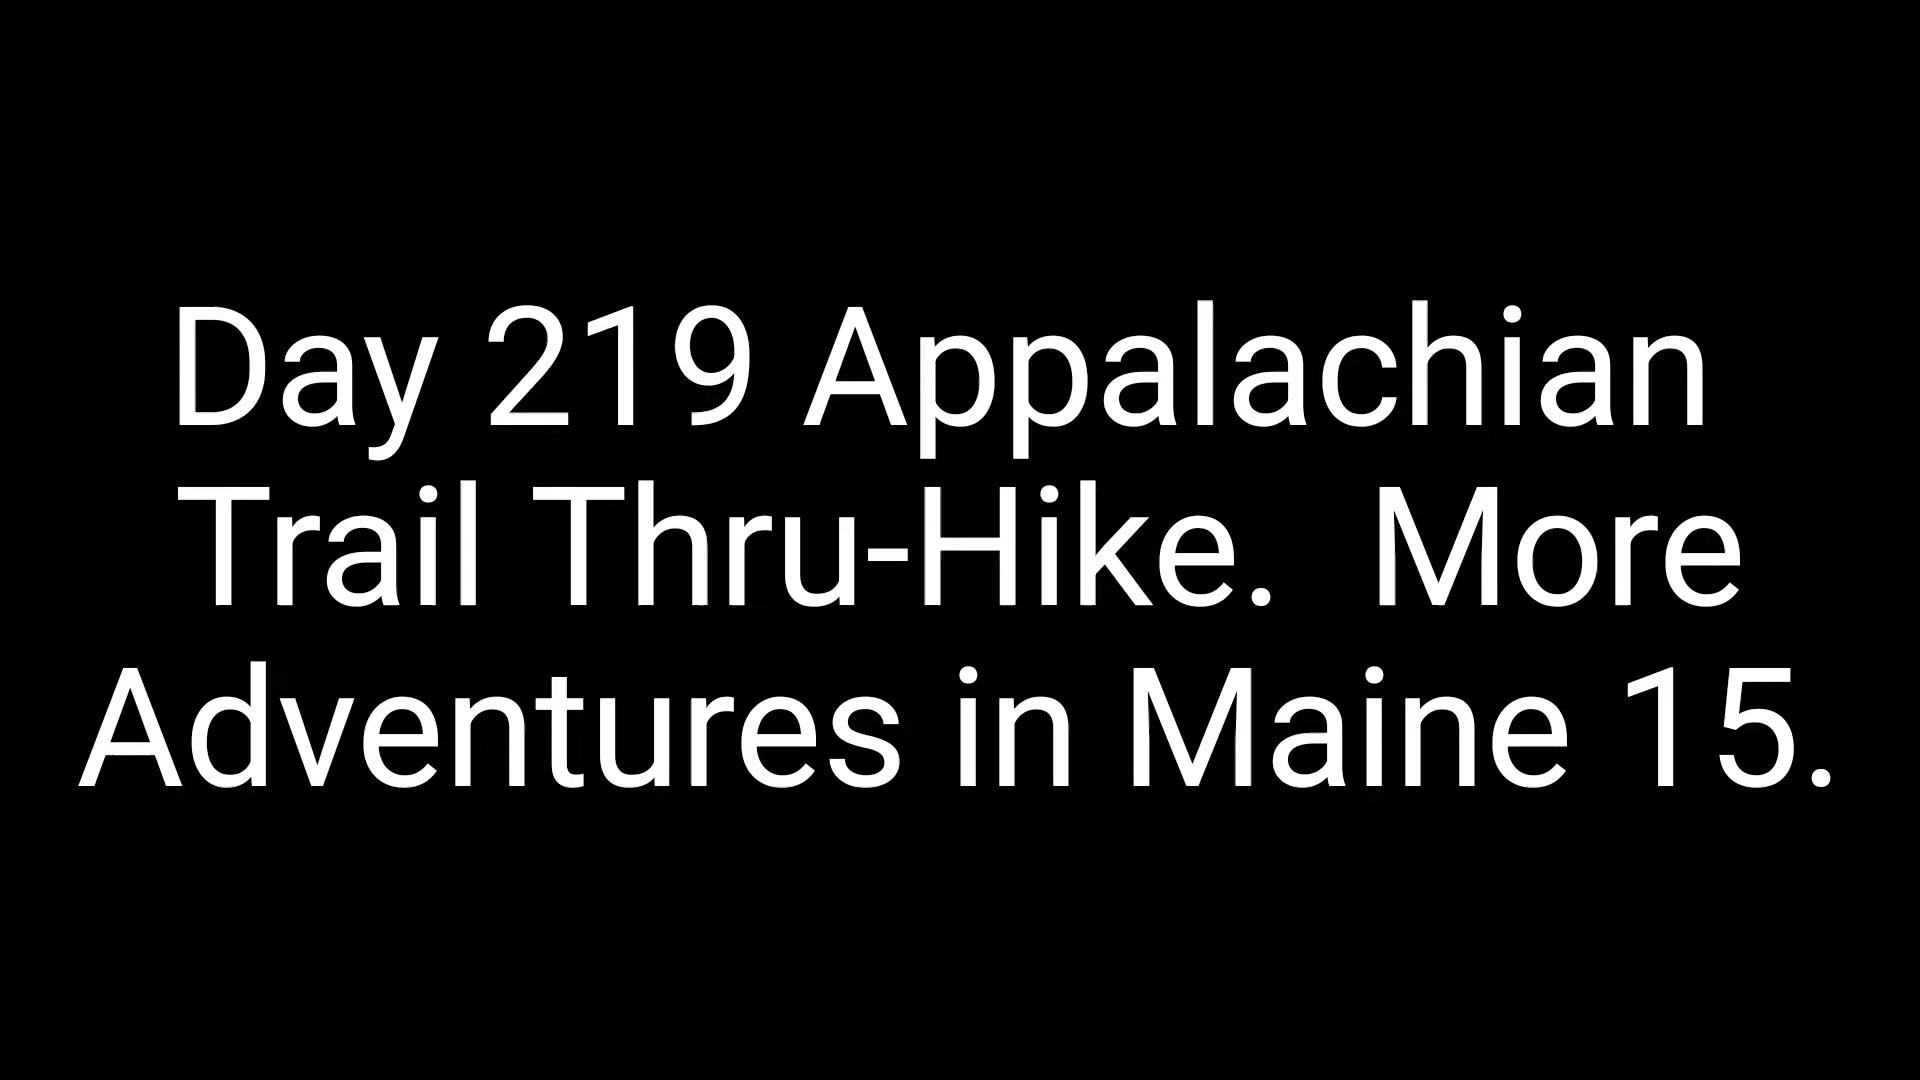 Day 219 Appalachian
Trail Thru-Hike.  More
Adventures in Maine 15.